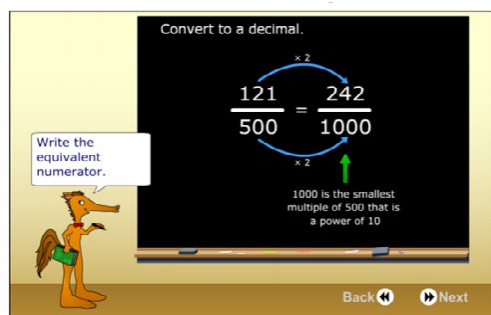 Convert to a decimal.
× 2
121 242
=
500 1000
× 2
1000 is the smallest
multiple of 500 that is
a power of 10
Write the
equivalent
numerator.
Back Next